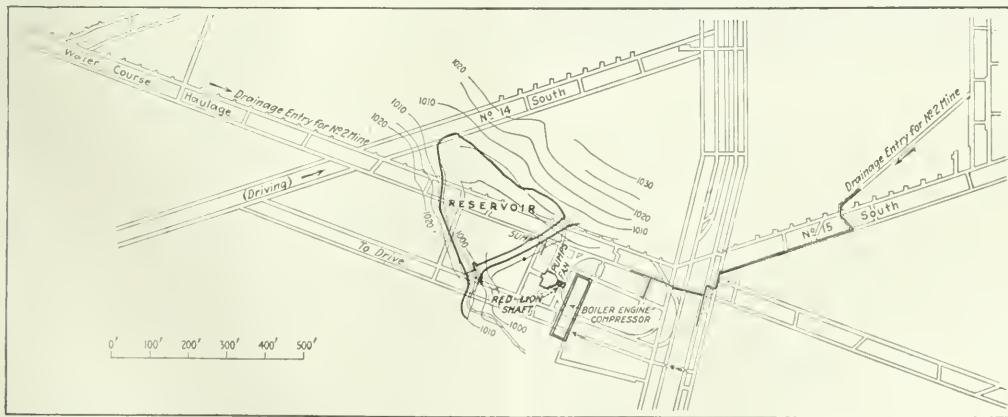 Water Course
Haulage
Drainage Entry for Nº 2 Mine
1020
1010
1020
1010
Nº 14 South
1030
1020
1010
(Driving)
RESERVOIR
1020
1000
SUMP
To Drive
PUMPS
FAN
RED-LION
SHAFT
BOILER ENGINE
COMPRESSOR
1010
1000
Drainage Entry for Nº 2 Mine
Nº 15 South
0' 100' 200' 300' 400' 500'